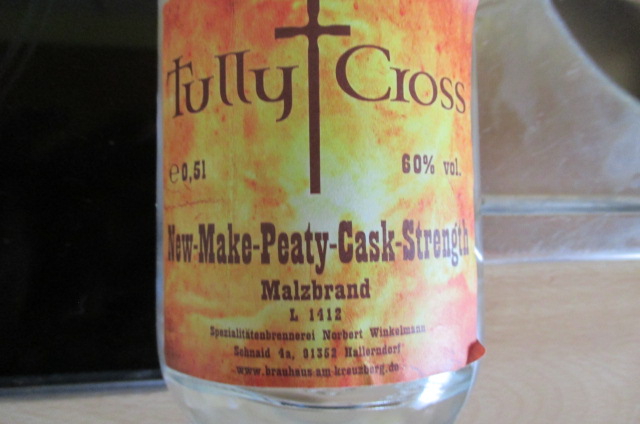 Tully Cross
e 0,5l 60% vol.
New-Make-Peaty-Cask-Strength
Malzbrand
L 1412
Spezialitätenbrennerei Norbert Winkelmann
Schnaid 4a, 91352 Hallerndorf
www.brauhaus-am-kreuzberg.de